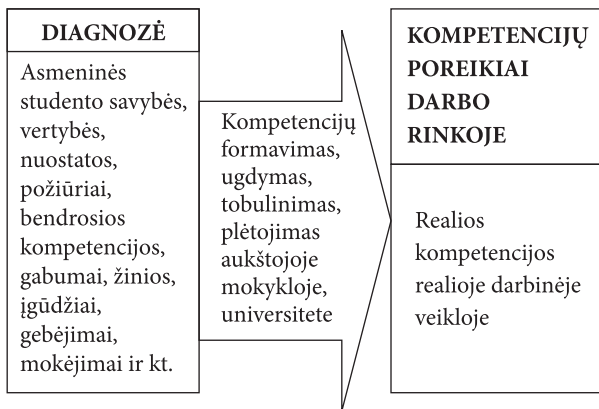 DIAGNOZĖ
Asmeninės
studento savybės,
vertybės,
nuostatos,
požiūriai,
bendrosios
kompetencijos,
gabumai, žinios,
įgūdžiai,
gebėjimai,
mokėjimai ir kt.
Kompetencijų
formavimas,
ugdymas,
tobulinimas,
plėtojimas
aukštojoje
mokykloje,
universitete
KOMPETENCIJŲ
POREIKIAI
DARBO
RINKOJE
Realios
kompetencijos
realioje darbinėje
veikloje